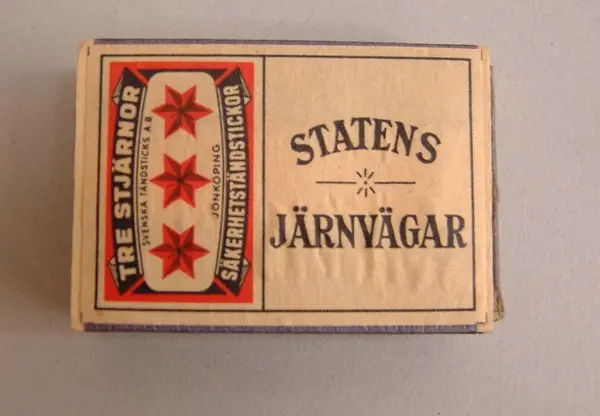 TRE STJÄRNOR
SVENSKA TÄNDSTICKS A.B.
JÖNKÖPING
SÄKERHETSTÄNDSTICKOR
STATENS
JÄRNVÄGAR